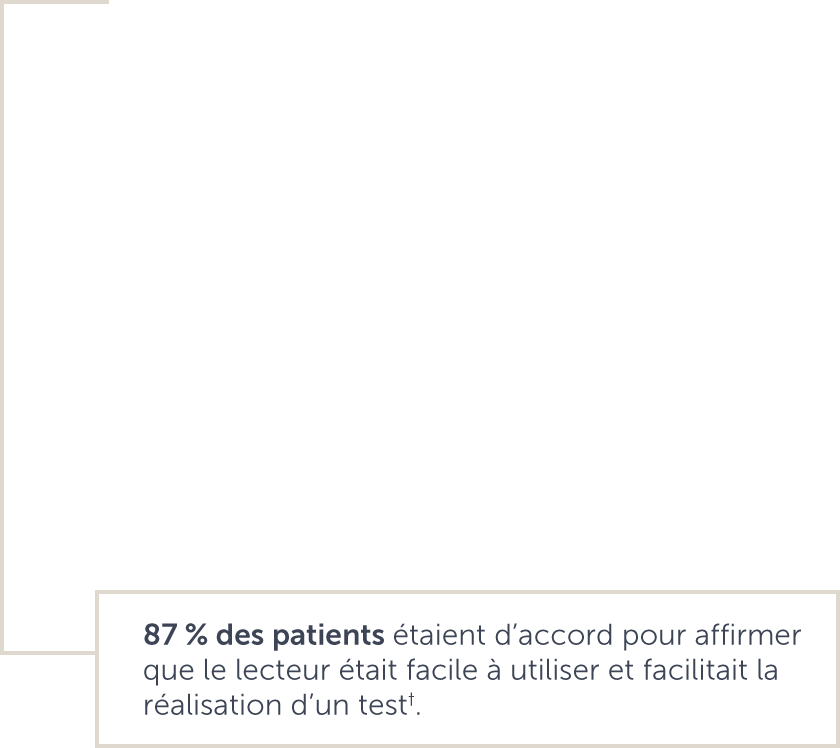 87 % des patients étaient d’accord pour affirmer
que le lecteur était facile à utiliser et facilitait la
réalisation d’un test†.